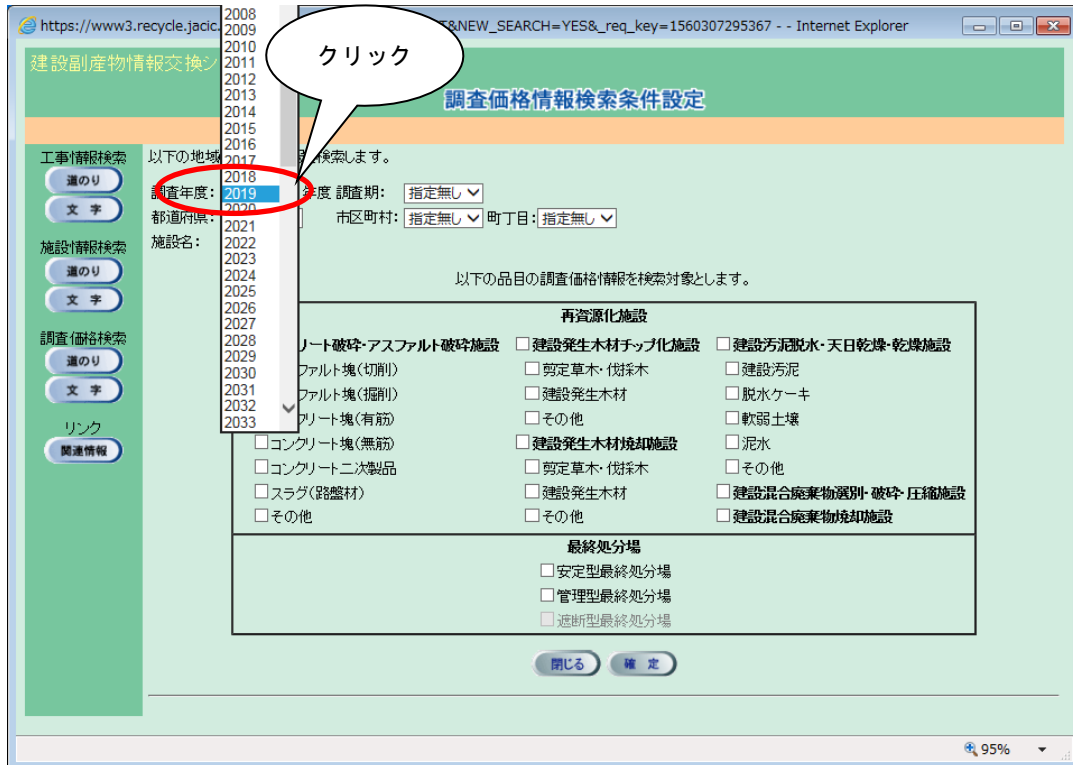 https://www3.recycle.jacic.
T&NEW_SEARCH=YES&_req_key=1560307295367 - - Internet Explorer
建設副産物情報交換シ
クリック
調査価格情報検索条件設定
工事情報検索
道のり
文 字
施設情報検索
道のり
文 字
調査価格検索
道のり
文 字
リンク
関連情報
以下の地域
検索します。
調査年度:
年度 調査期: 指定無し
都道府県:
市区町村: 指定無し 町丁目: 指定無し
施設名:
2008
2009
2010
2011
2012
2013
2014
2015
2016
2017
2018
2019
2020
2021
2022
2023
2024
2025
2026
2027
2028
2029
2030
2031
2032
2033
以下の品目の調査価格情報を検索対象とします。
再資源化施設
リート破砕・アスファルト破砕施設 建設発生木材チップ化施設 建設汚泥脱水・天日乾燥・乾燥施設
ファルト塊(切削) 剪定草木・伐採木 建設汚泥
ファルト塊(掘削) 建設発生木材 脱水ケーキ
クリート塊(有筋) その他 軟弱土壌
コンクリート塊(無筋) 建設発生木材焼却施設 泥水
コンクリート二次製品 剪定草木・伐採木 その他
スラグ(路盤材) 建設発生木材 建設混合廃棄物選別・破砕・圧縮施設
その他 その他 建設混合廃棄物焼却施設
最終処分場
安定型最終処分場
管理型最終処分場
遮断型最終処分場
閉じる 確 定
95%